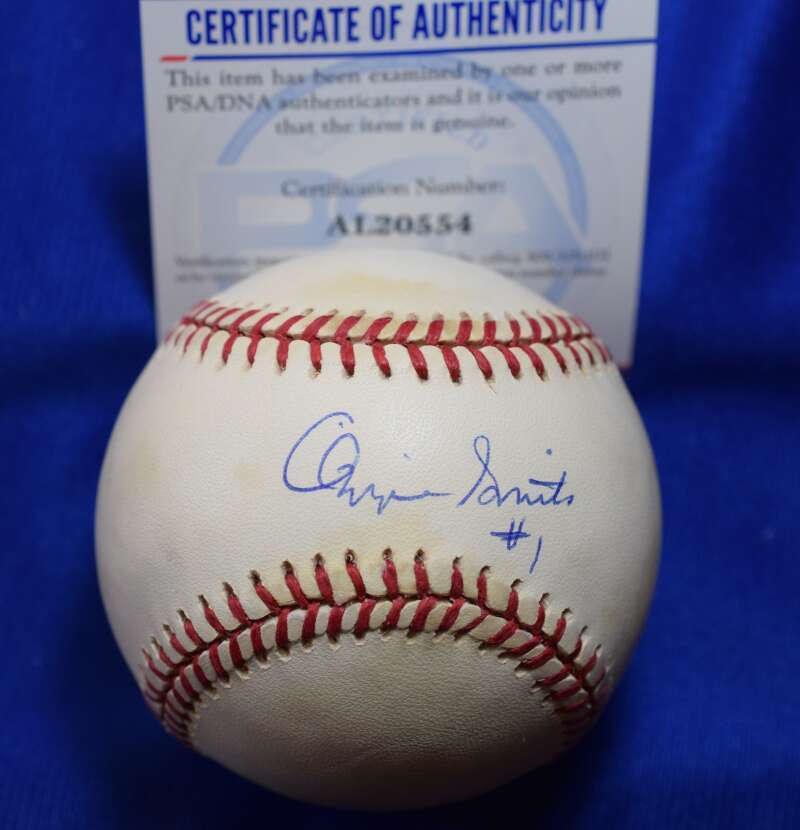 CERTIFICATE OF AUTHENTICITY
This item has been examined by one or more
PSA/DNA authenticators and it is our opinion
that the item is genuine.
PSA
Certification Number:
AL20554
Ozzie Smith
#1